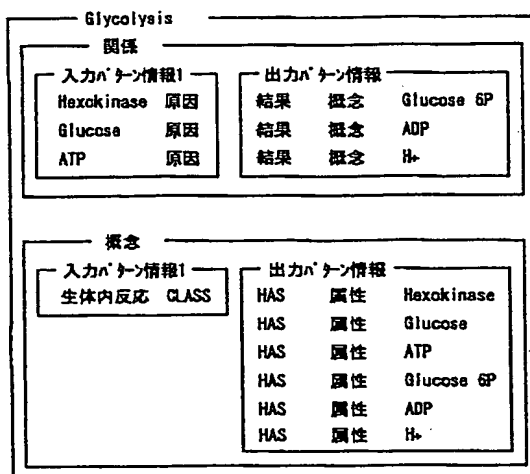 Glycolysis
関係
入力パターン情報1
Hexokinase 原因
Glucose 原因
ATP 原因
出力パターン情報
結果 概念 Glucose 6P
結果 概念 ADP
結果 概念 H+
概念
入力パターン情報1
生体内反応 CLASS
出力パターン情報
HAS 属性 Hexokinase
HAS 属性 Glucose
HAS 属性 ATP
HAS 属性 Glucose 6P
HAS 属性 ADP
HAS 属性 H+